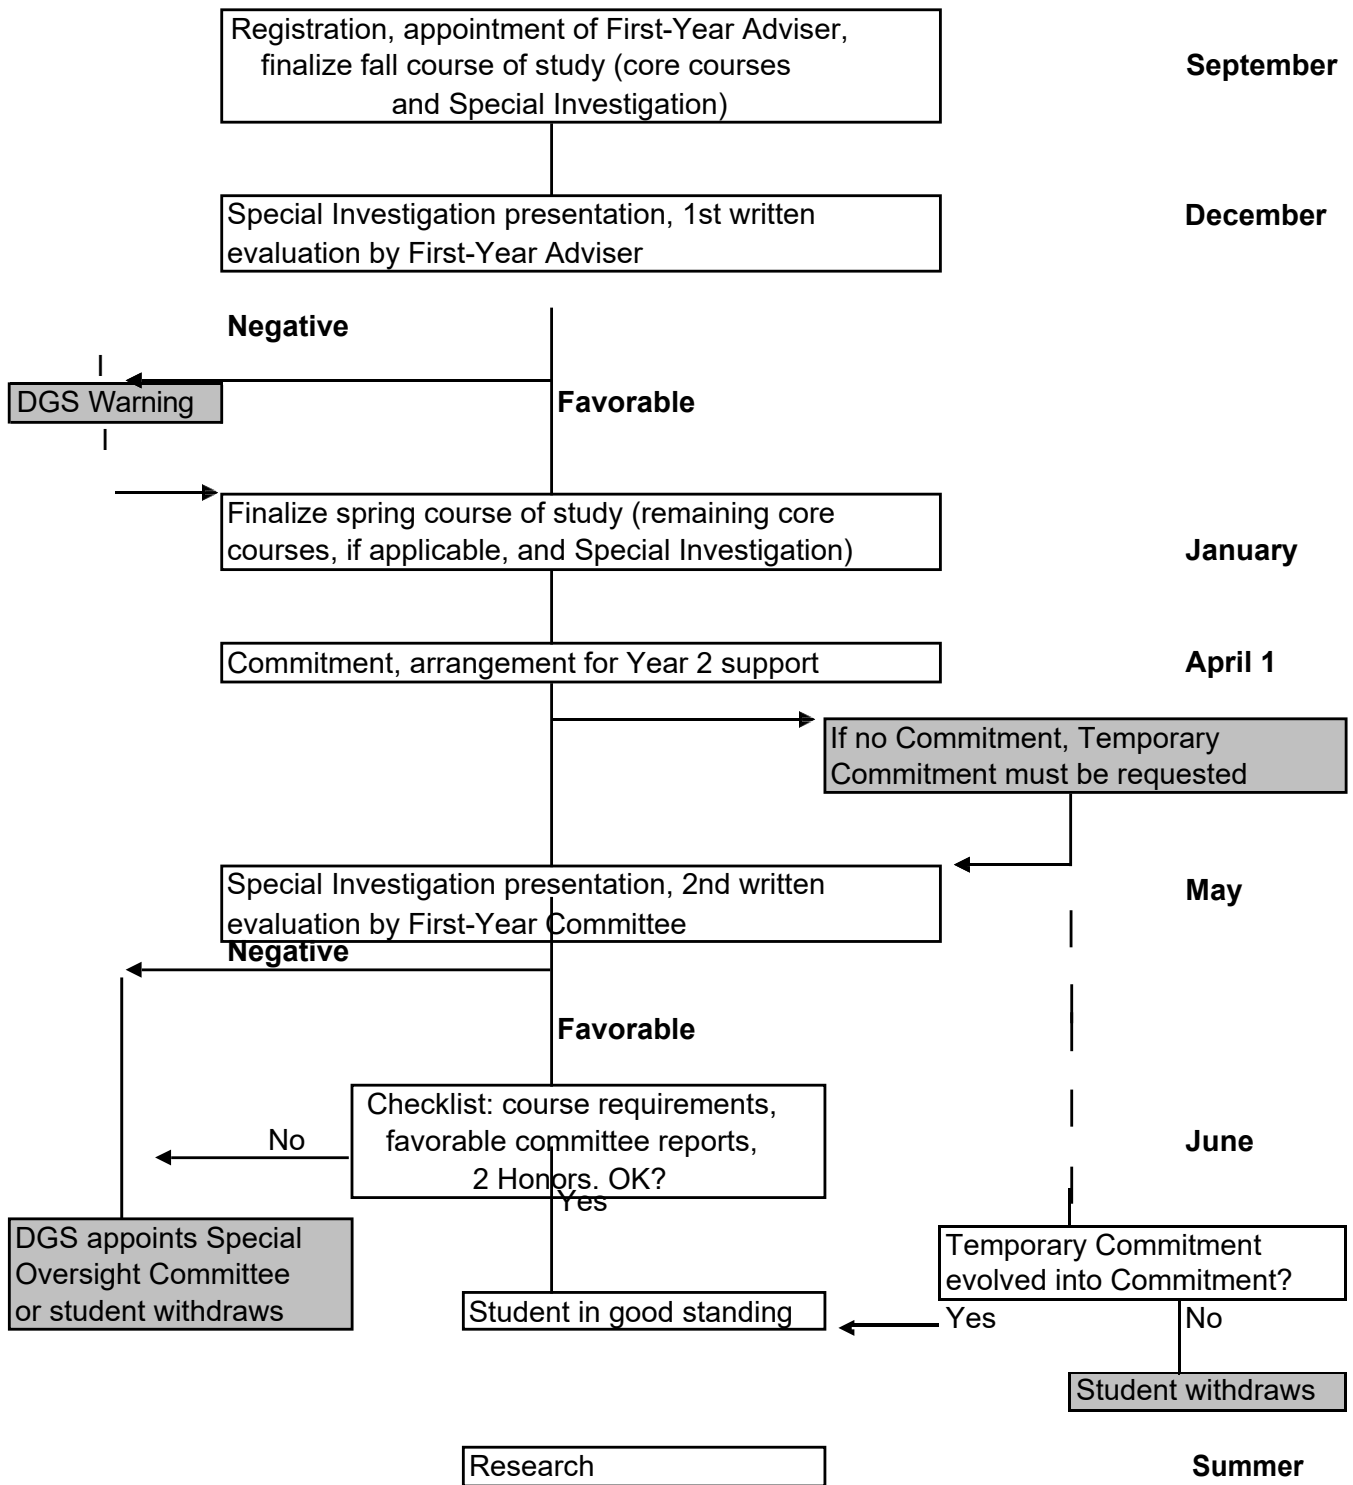 Registration, appointment of First-Year Adviser,
finalize fall course of study (core courses
and Special Investigation)
September
Special Investigation presentation, 1st written
evaluation by First-Year Adviser
December
Negative
DGS Warning
Favorable
Finalize spring course of study (remaining core
courses, if applicable, and Special Investigation)
January
Commitment, arrangement for Year 2 support
April 1
If no Commitment, Temporary
Commitment must be requested
Special Investigation presentation, 2nd written
evaluation by First-Year Committee
May
Negative
Favorable
Checklist: course requirements,
favorable committee reports,
2 Honors. OK?
No
June
Yes
DGS appoints Special
Oversight Committee
or student withdraws
Temporary Commitment
evolved into Commitment?
Student in good standing
Yes
No
Student withdraws
Research
Summer